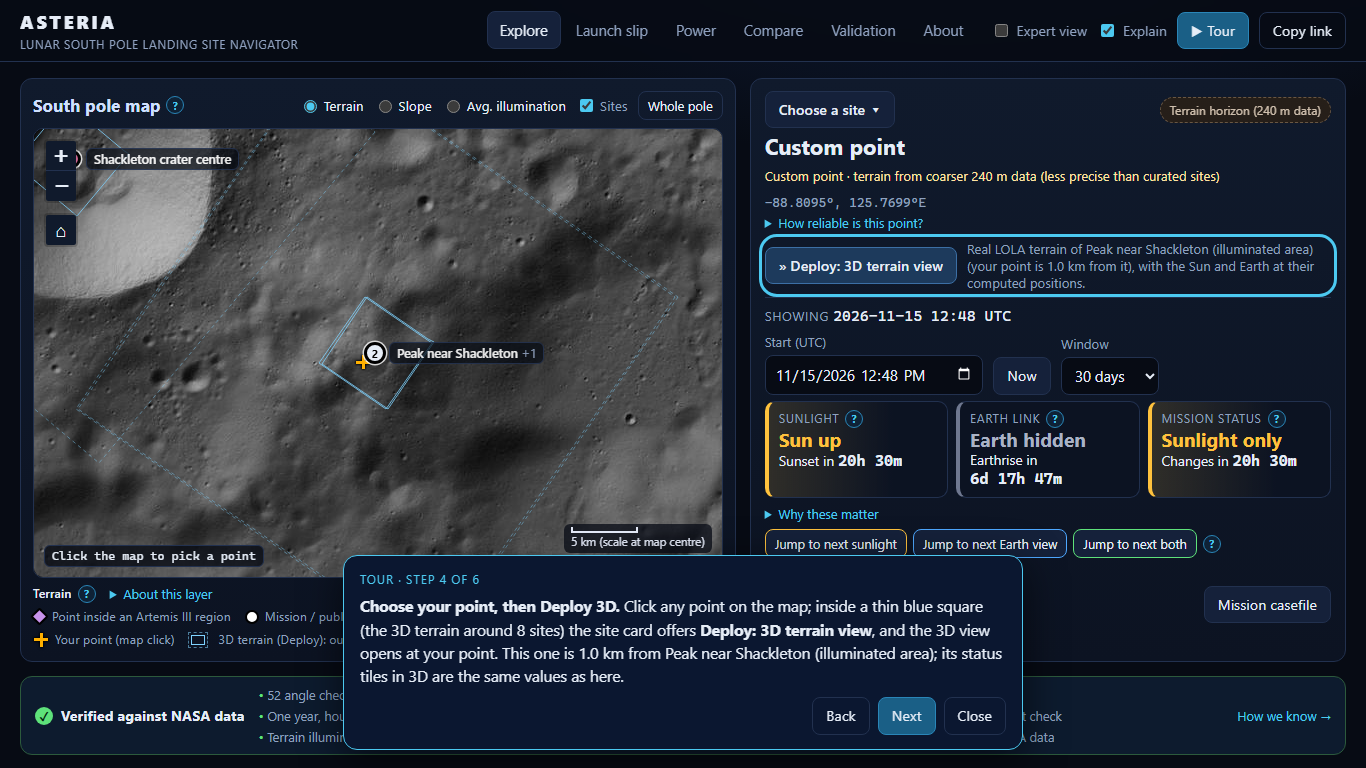 ASTERIA
LUNAR SOUTH POLE LANDING SITE NAVIGATOR
Explore
Launch slip
Power
Compare
Validation
About
Expert view
Explain
▶ Tour
Copy link
South pole map ?
Terrain
Slope
Avg. illumination
Sites
Whole pole
+
−
⌂
Shackleton crater centre
2
Peak near Shackleton +1
Click the map to pick a point
5 km (scale at map centre)
Terrain ?
▶ About this layer
Point inside an Artemis III region
Mission / publ
Your point (map click)
3D terrain (Deploy): ou
Choose a site ▾
Terrain horizon (240 m data)
Custom point
Custom point · terrain from coarser 240 m data (less precise than curated sites)
−88.8095°, 125.7699°E
▶ How reliable is this point?
» Deploy: 3D terrain view
Real LOLA terrain of Peak near Shackleton (illuminated area)
(your point is 1.0 km from it), with the Sun and Earth at their
computed positions.
SHOWING 2026-11-15 12:48 UTC
Start (UTC)
11/15/2026 12:48 PM
Now
Window
30 days
SUNLIGHT ?
Sun up
Sunset in 20h 30m
EARTH LINK ?
Earth hidden
Earthrise in
6d 17h 47m
MISSION STATUS ?
Sunlight only
Changes in 20h 30m
▶ Why these matter
Jump to next sunlight
Jump to next Earth view
Jump to next both
?
Mission casefile
TOUR · STEP 4 OF 6
Choose your point, then Deploy 3D. Click any point on the map; inside a thin blue square
(the 3D terrain around 8 sites) the site card offers Deploy: 3D terrain view, and the 3D view
opens at your point. This one is 1.0 km from Peak near Shackleton (illuminated area); its status
tiles in 3D are the same values as here.
Back
Next
Close
Verified against NASA data
• 52 angle chec
• One year, hou
• Terrain illumin
t check
data
How we know →